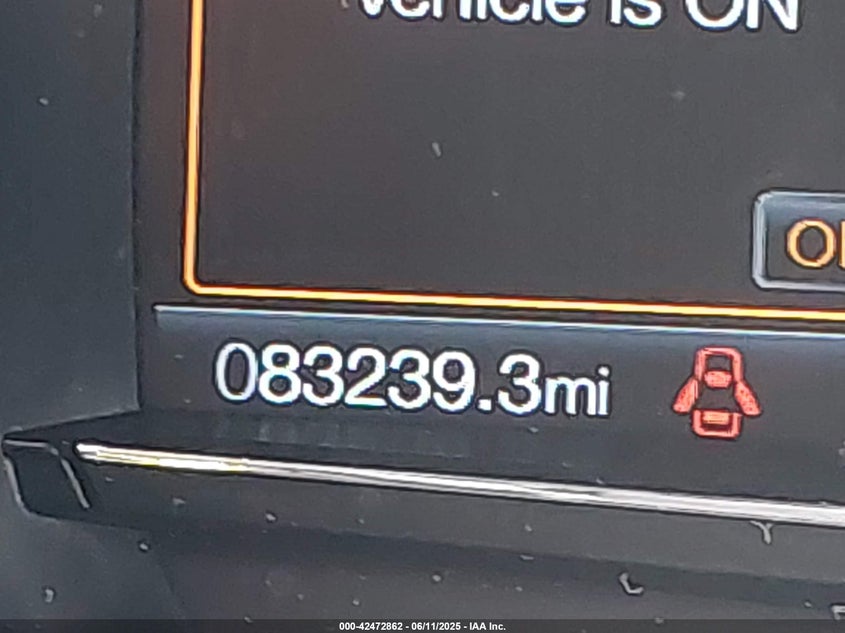 Vehicle is ON
083239.3mi
000-42472862 - 06/11/2025 - IAA Inc.